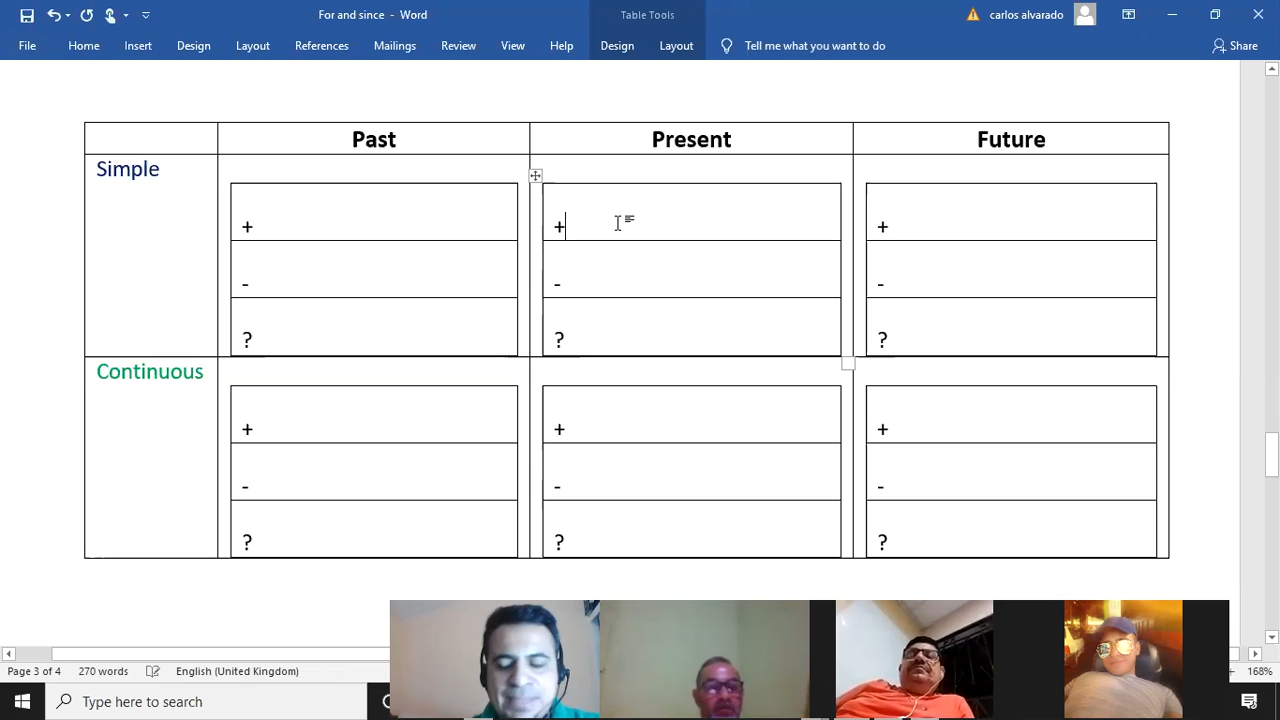 For and since - Word
Table Tools
carlos alvarado
File Home Insert Design Layout References Mailings Review View Help Design Layout Tell me what you want to do Share
Past Present Future
Simple
+ + +
- - -
? ? ?
Continuous
+ + +
- - -
? ? ?
Page 3 of 4 270 words English (United Kingdom) + 168%
Type here to search